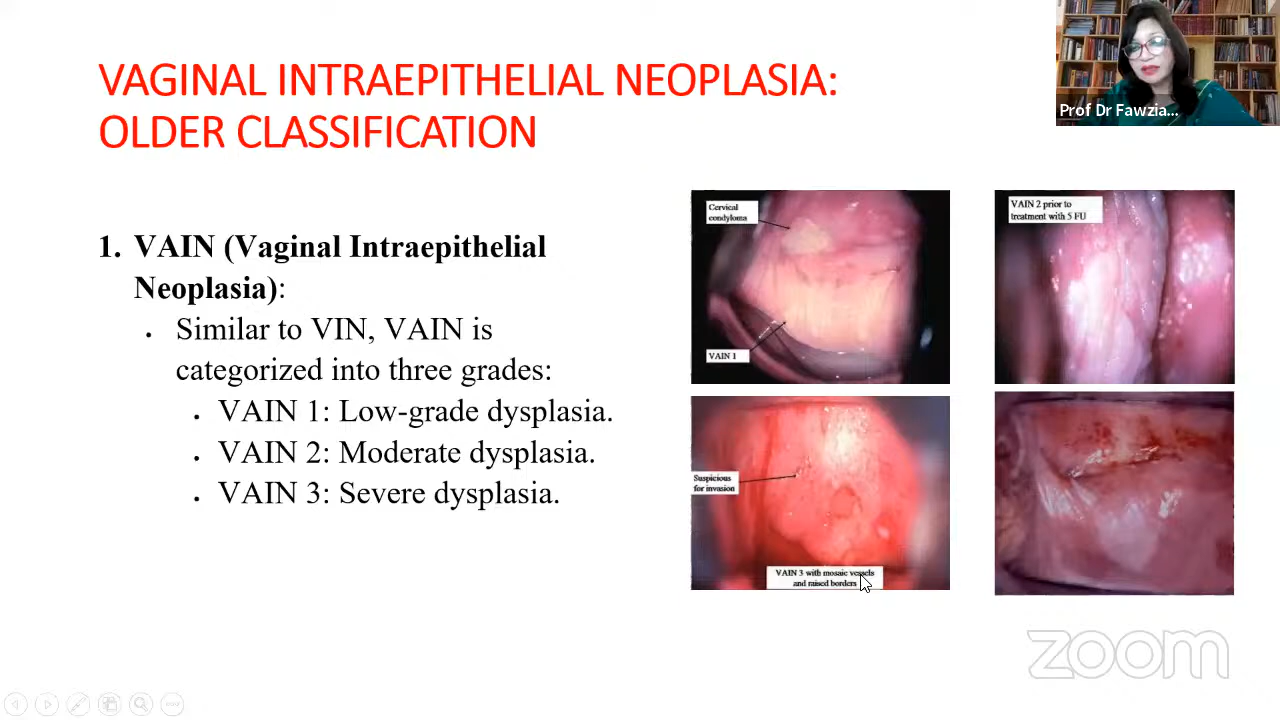 VAGINAL INTRAEPITHELIAL NEOPLASIA:
OLDER CLASSIFICATION
1. VAIN (Vaginal Intraepithelial
Neoplasia):
• Similar to VIN, VAIN is
categorized into three grades:
• VAIN 1: Low-grade dysplasia.
• VAIN 2: Moderate dysplasia.
• VAIN 3: Severe dysplasia.
Cervical
condyloma
VAIN 1
VAIN 2 prior to
treatment with 5 FU
Suspicious
for invasion
VAIN 3 with mosaic vessels
and raised borders
Prof Dr Fawzia...
zoom